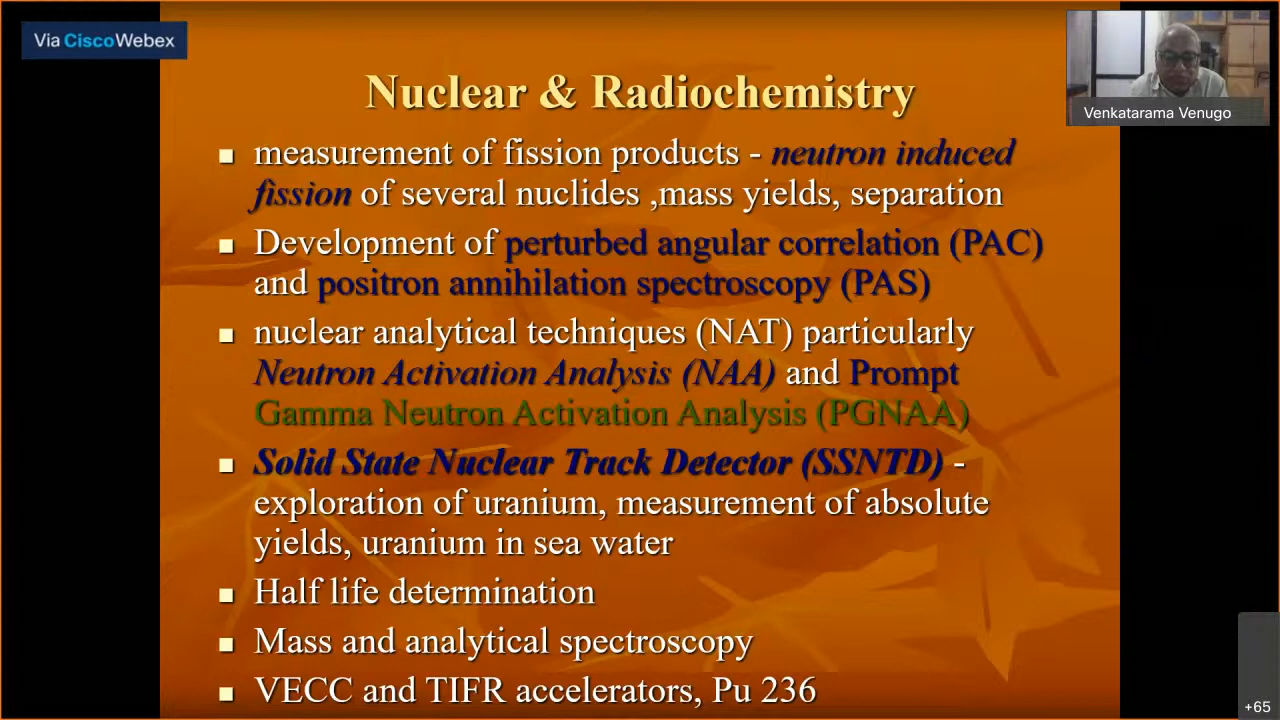 Via CiscoWebex
Venkatarama Venugo
Nuclear & Radiochemistry
measurement of fission products - neutron induced
fission of several nuclides ,mass yields, separation
Development of perturbed angular correlation (PAC)
and positron annihilation spectroscopy (PAS)
nuclear analytical techniques (NAT) particularly
Neutron Activation Analysis (NAA) and Prompt
Gamma Neutron Activation Analysis (PGNAA)
Solid State Nuclear Track Detector (SSNTD) -
exploration of uranium, measurement of absolute
yields, uranium in sea water
Half life determination
Mass and analytical spectroscopy
VECC and TIFR accelerators, Pu 236
+65